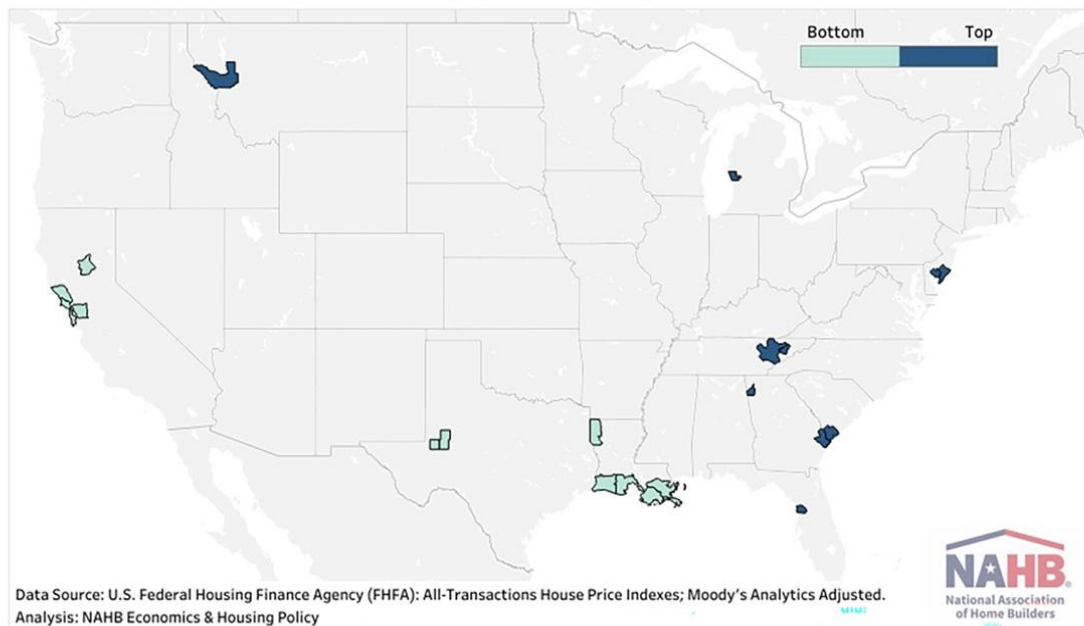 Bottom Top
NAHB®
National Association
of Home Builders
Data Source: U.S. Federal Housing Finance Agency (FHFA): All-Transactions House Price Indexes; Moody's Analytics Adjusted.
Analysis: NAHB Economics & Housing Policy